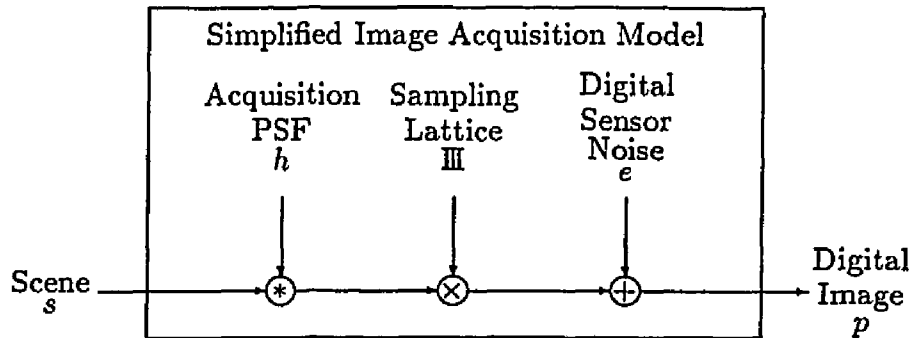 Simplified Image Acquisition Model
Acquisition
PSF
h
Sampling
Lattice
Ш
Digital
Sensor
Noise
e
Scene
s
*
×
+
Digital
Image
p